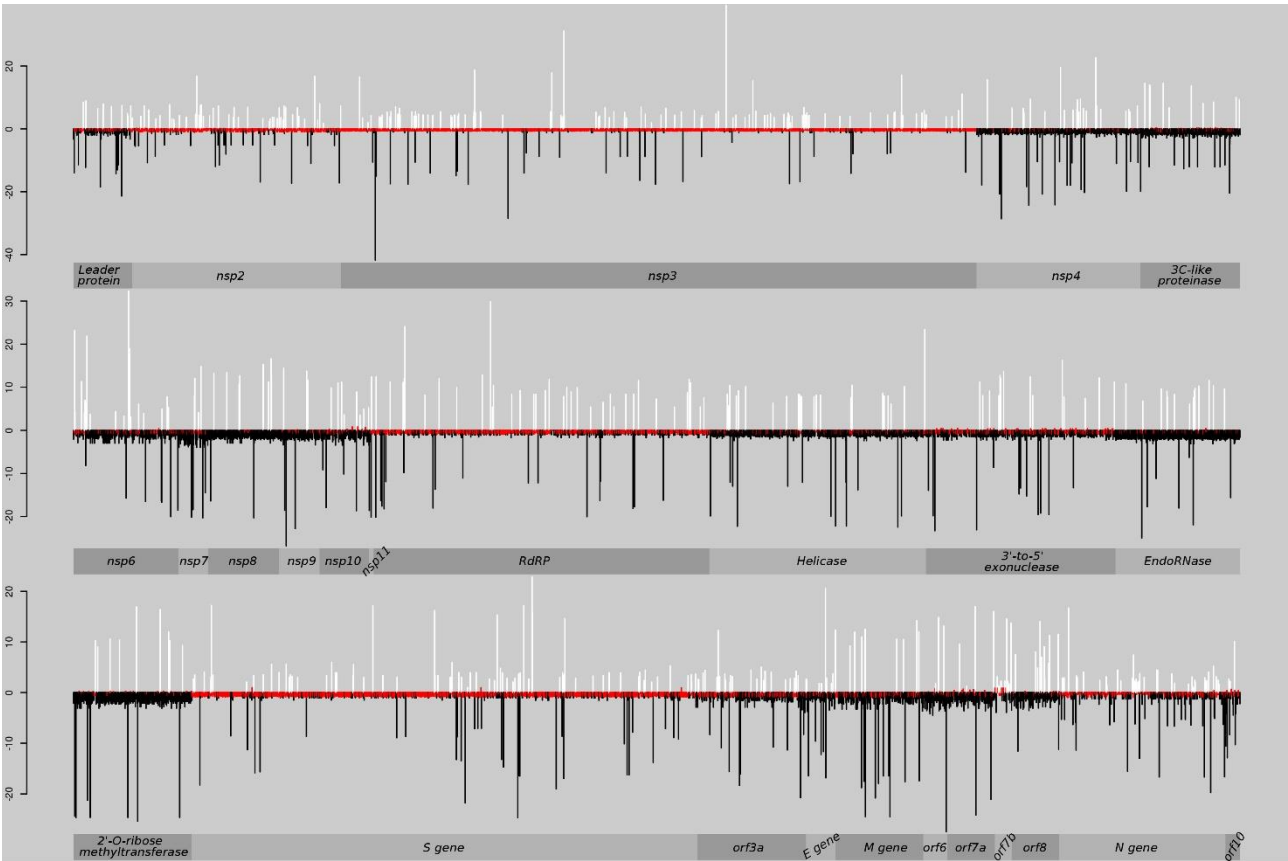 20
0
-20
-40
Leader
protein
nsp2
nsp3
nsp4
3C-like
proteinase
30
20
10
0
-10
-20
nsp6
nsp7
nsp8
nsp9
nsp10
nsp11
RdRP
Helicase
3'-to-5'
exonuclease
EndoRNase
20
10
0
-10
-20
2'-O-ribose
methyltransferase
S gene
orf3a
E gene
M gene
orf6
orf7a
orf7b
orf8
N gene
orf10